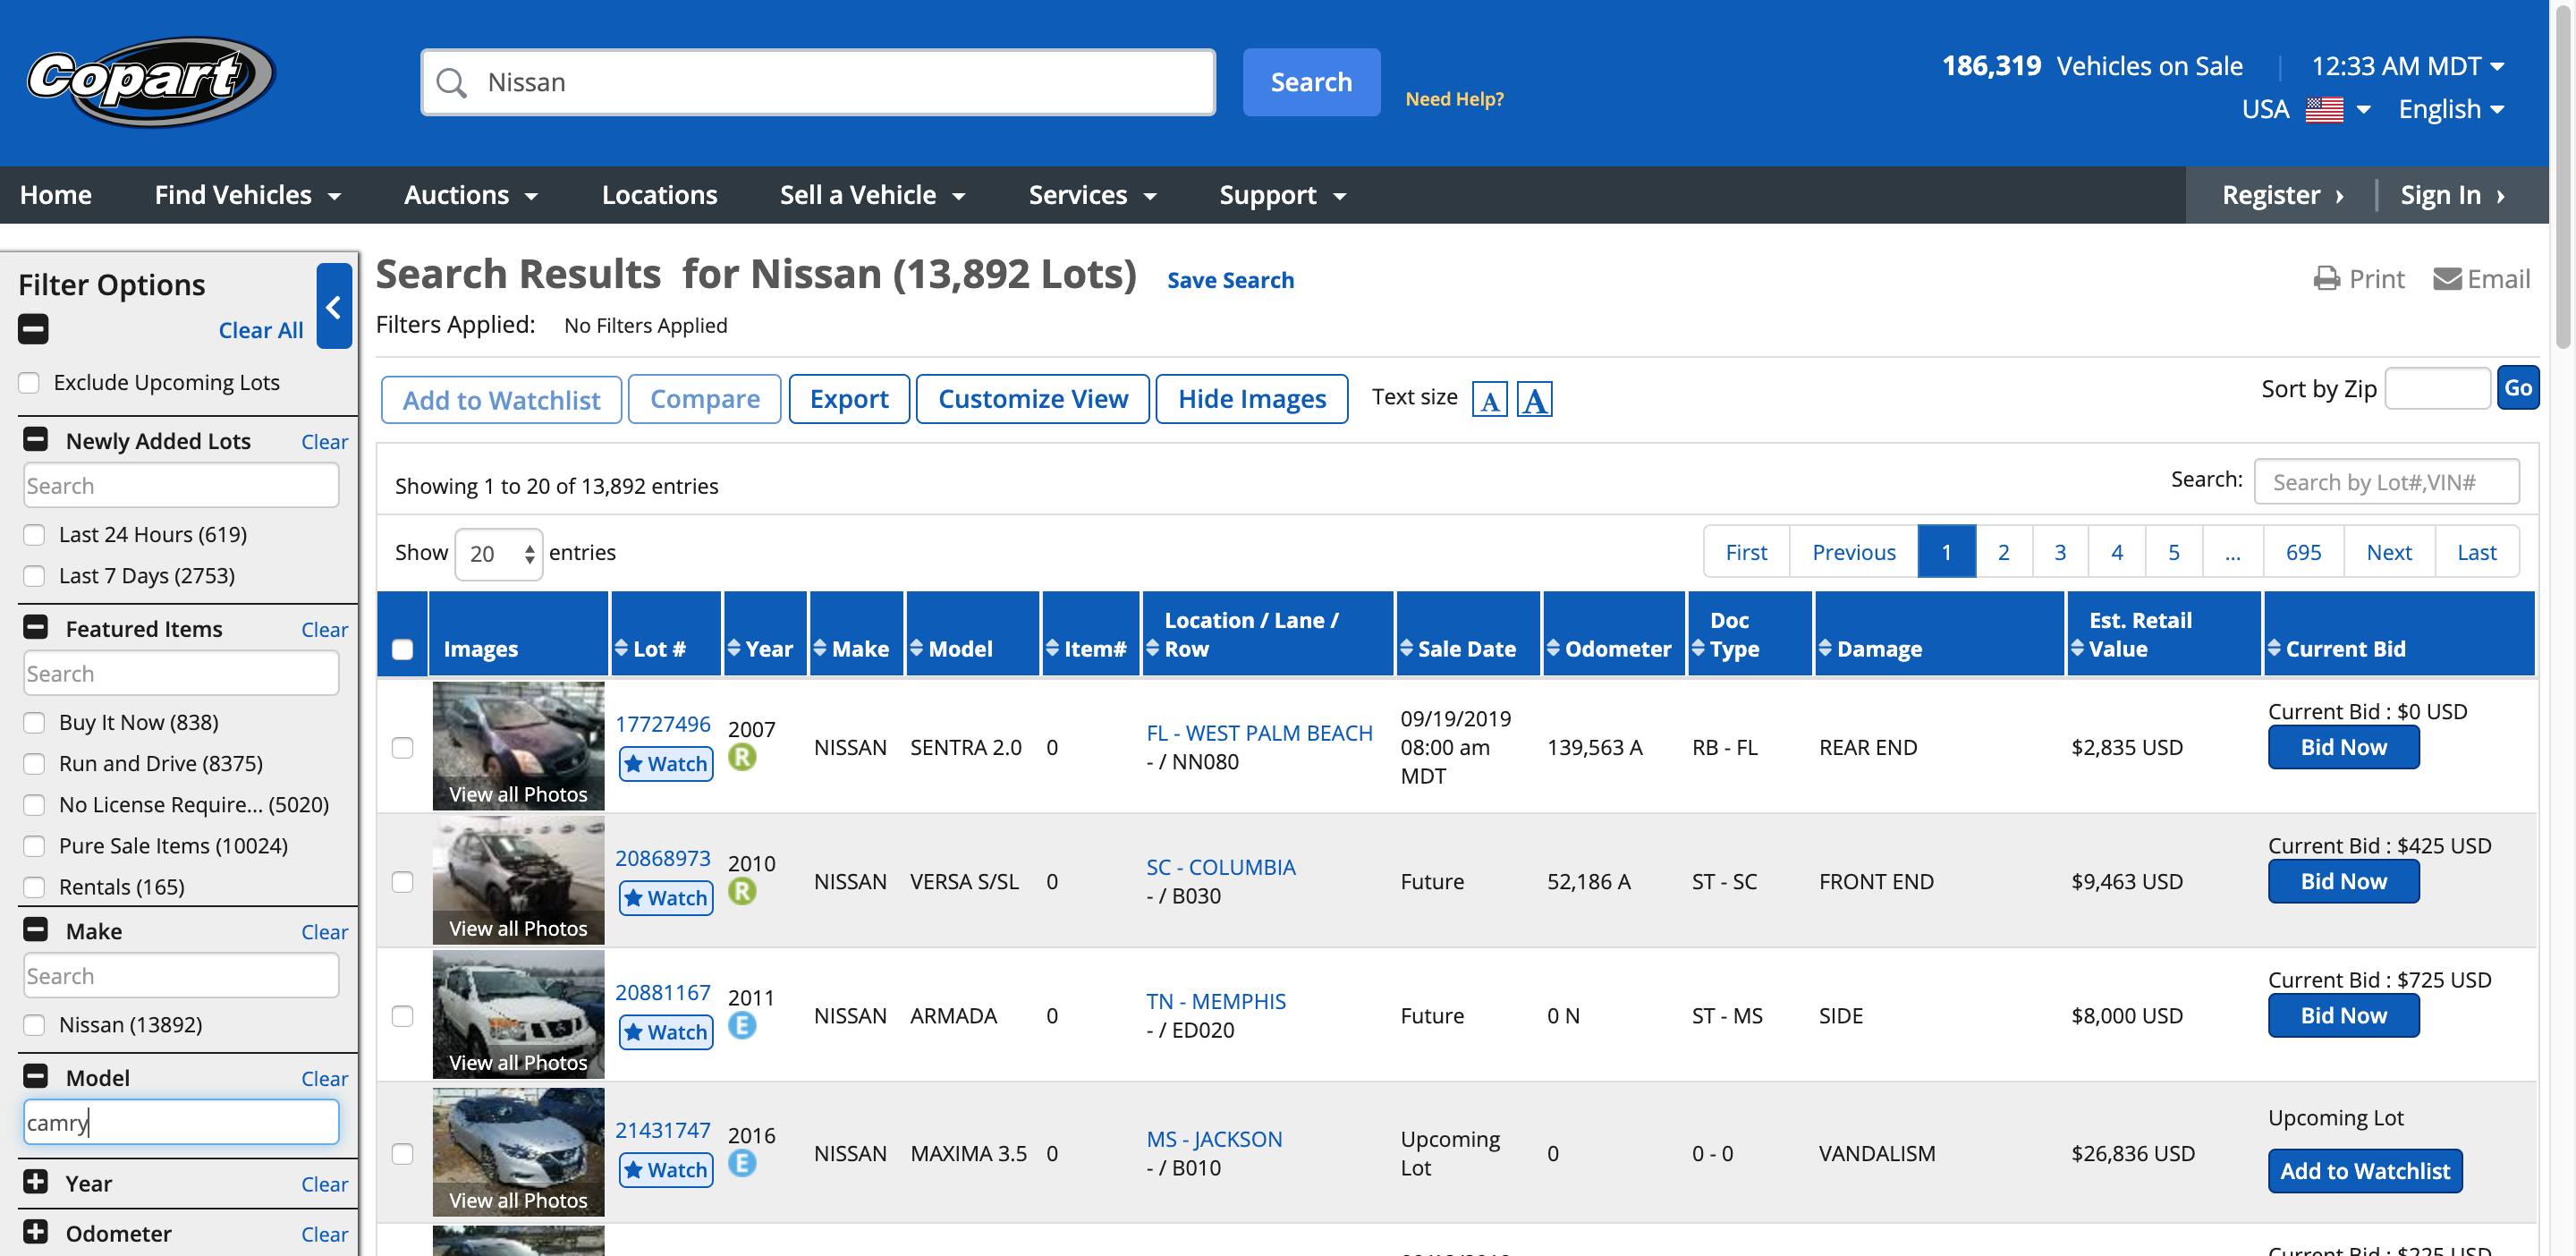 Copart
Nissan
Search
Need Help?
186,319 Vehicles on Sale
12:33 AM MDT
USA
English
Home
Find Vehicles
Auctions
Locations
Sell a Vehicle
Services
Support
Register ›
Sign In ›
Filter Options
Clear All
Exclude Upcoming Lots
Newly Added Lots
Clear
Search
Last 24 Hours (619)
Last 7 Days (2753)
Featured Items
Clear
Search
Buy It Now (838)
Run and Drive (8375)
No License Require... (5020)
Pure Sale Items (10024)
Rentals (165)
Make
Clear
Search
Nissan (13892)
Model
Clear
camry
Year
Clear
Odometer
Clear
Search Results for Nissan (13,892 Lots)
Save Search
Print
Email
Filters Applied: No Filters Applied
Add to Watchlist
Compare
Export
Customize View
Hide Images
Text size A A
Sort by Zip
Go
Showing 1 to 20 of 13,892 entries
Search: Search by Lot#,VIN#
Show 20 entries
First Previous 1 2 3 4 5 ... 695 Next Last
Images
Lot #
Year
Make
Model
Item#
Location / Lane /
Row
Sale Date
Odometer
Doc
Type
Damage
Est. Retail
Value
Current Bid
View all Photos
17727496
Watch
2007
R
NISSAN
SENTRA 2.0
0
FL - WEST PALM BEACH
- / NN080
09/19/2019
08:00 am
MDT
139,563 A
RB - FL
REAR END
$2,835 USD
Current Bid : $0 USD
Bid Now
View all Photos
20868973
Watch
2010
R
NISSAN
VERSA S/SL
0
SC - COLUMBIA
- / B030
Future
52,186 A
ST - SC
FRONT END
$9,463 USD
Current Bid : $425 USD
Bid Now
View all Photos
20881167
Watch
2011
E
NISSAN
ARMADA
0
TN - MEMPHIS
- / ED020
Future
0 N
ST - MS
SIDE
$8,000 USD
Current Bid : $725 USD
Bid Now
View all Photos
21431747
Watch
2016
E
NISSAN
MAXIMA 3.5
0
MS - JACKSON
- / B010
Upcoming
Lot
0
0 - 0
VANDALISM
$26,836 USD
Upcoming Lot
Add to Watchlist
Current Bid : $225 USD